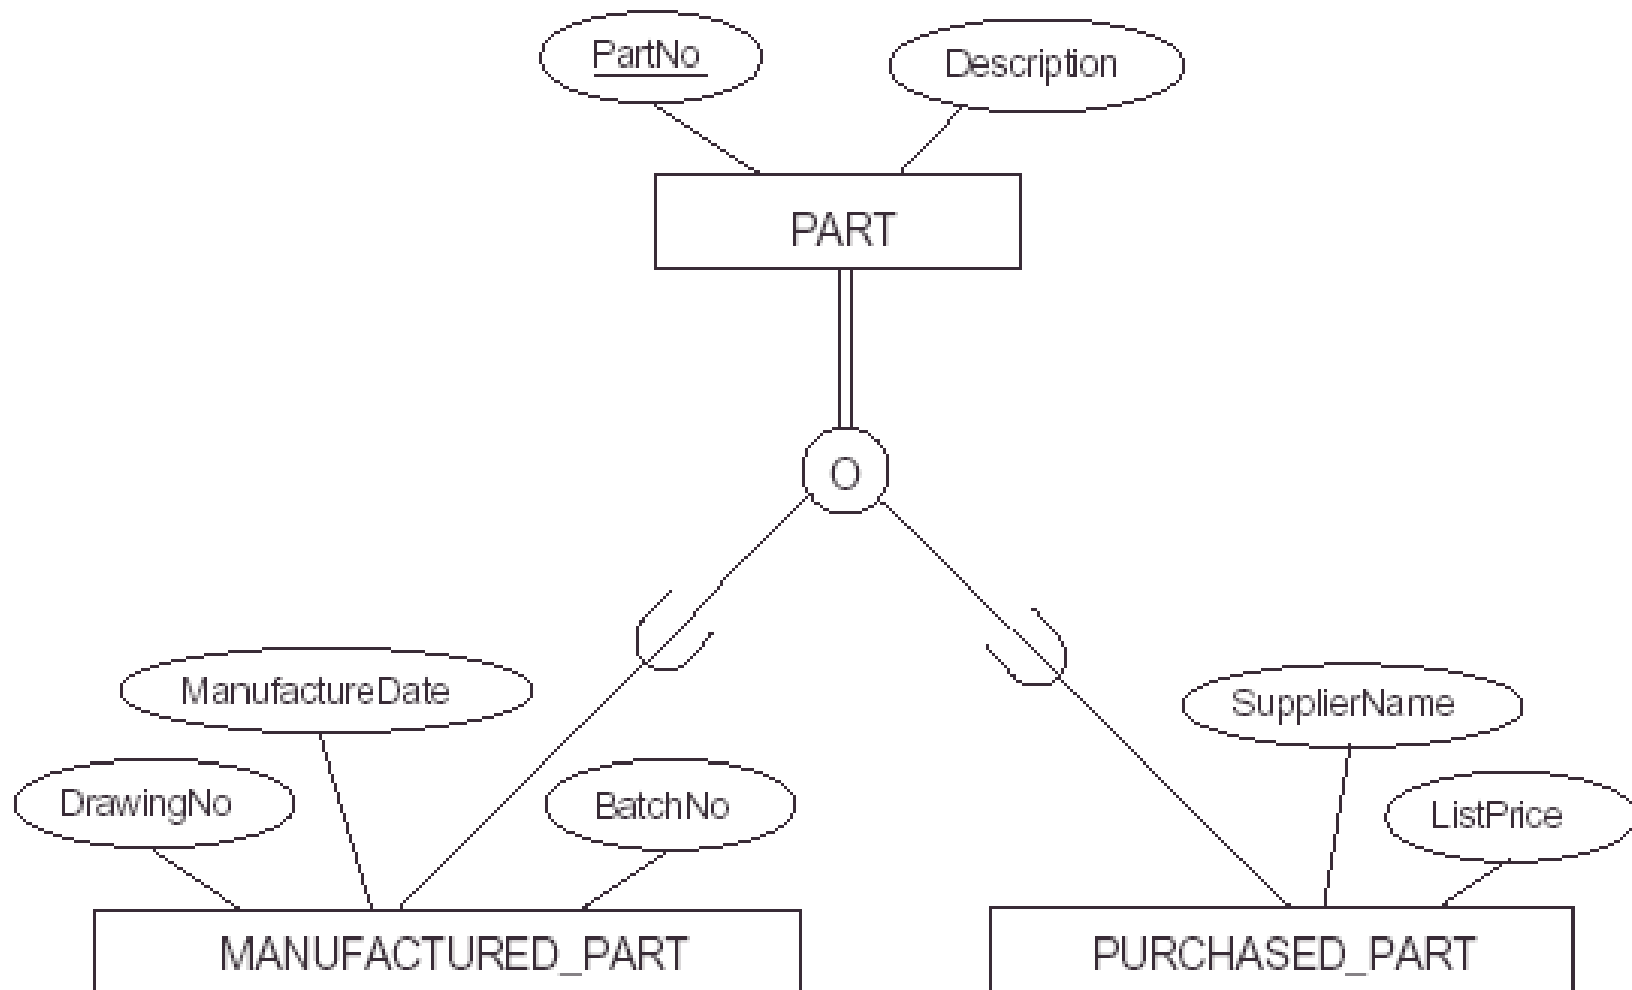 PartNo
Description
PART
O
ManufactureDate
SupplierName
DrawingNo
BatchNo
ListPrice
MANUFACTURED_PART
PURCHASED_PART